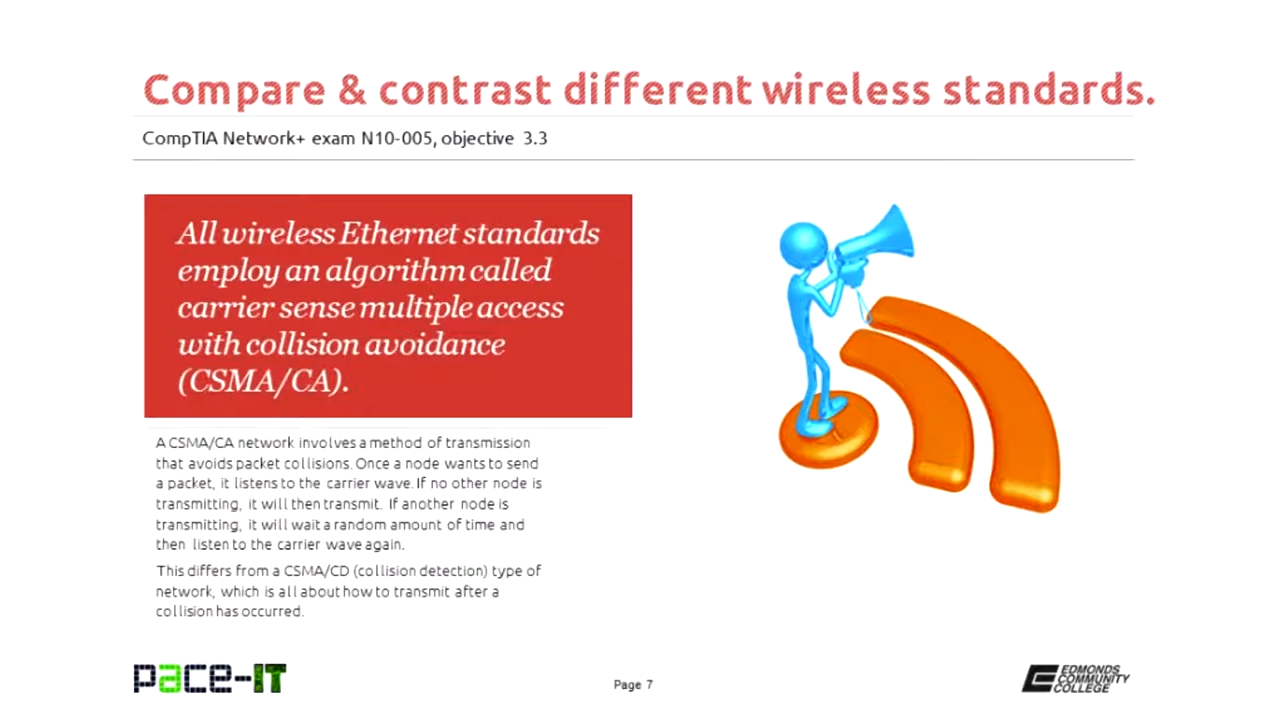 Compare & contrast different wireless standards.
CompTIA Network+ exam N10-005, objective 3.3
All wireless Ethernet standards
employ an algorithm called
carrier sense multiple access
with collision avoidance
(CSMA/CA).
A CSMA/CA network involves a method of transmission
that avoids packet collisions. Once a node wants to send
a packet, it listens to the carrier wave. If no other node is
transmitting, it will then transmit. If another node is
transmitting, it will wait a random amount of time and
then listen to the carrier wave again.
This differs from a CSMA/CD (collision detection) type of
network, which is all about how to transmit after a
collision has occurred.
pace-IT
Page 7
EDMONDS
COMMUNITY
COLLEGE